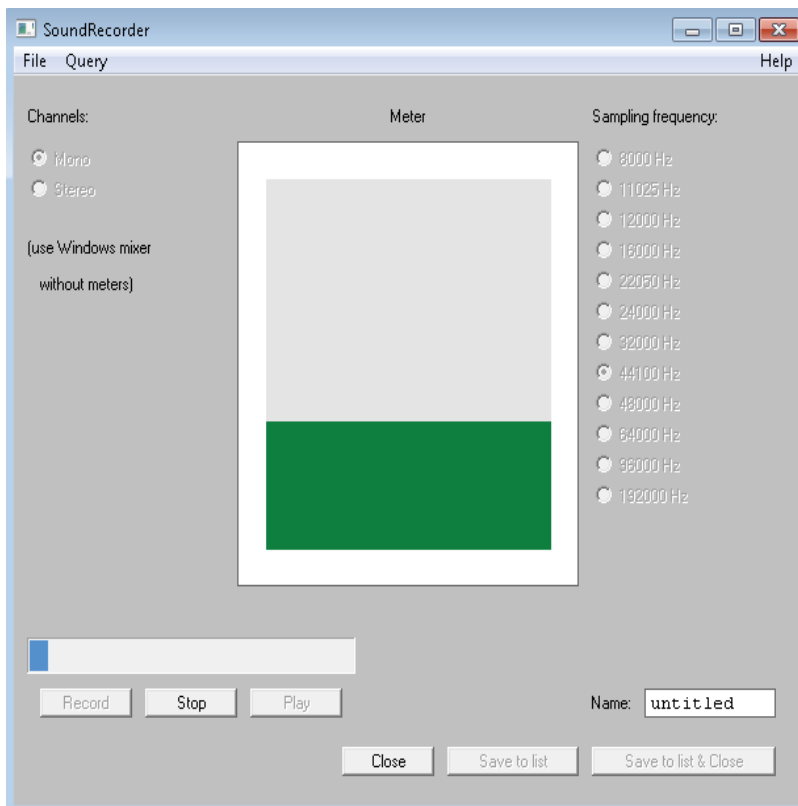 SoundRecorder
File Query Help
Channels: Meter Sampling frequency:
Mono
Stereo
(use Windows mixer
without meters)
8000 Hz
11025 Hz
12000 Hz
16000 Hz
22050 Hz
24000 Hz
32000 Hz
44100 Hz
48000 Hz
64000 Hz
96000 Hz
192000 Hz
Record Stop Play
Name: untitled
Close Save to list Save to list & Close